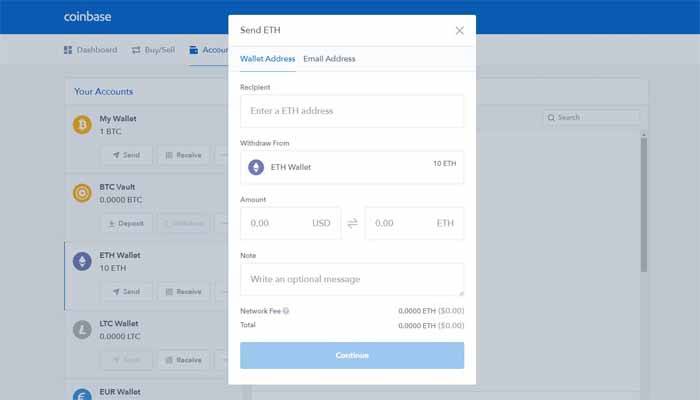 coinbase
Dashboard Buy/Sell Accou
Your Accounts
My Wallet
1 BTC
Send Receive
BTC Vault
0.0000 BTC
Deposit Withdraw
ETH Wallet
10 ETH
Send Receive
LTC Wallet
0.0000 LTC
Send Receive
EUR Wallet
Search
Send ETH
Wallet Address Email Address
Recipient
Enter a ETH address
Withdraw From
ETH Wallet 10 ETH
Amount
0.00 USD 0.00 ETH
Note
Write an optional message
Network Fee 0.0000 ETH ($0.00)
Total 0.0000 ETH ($0.00)
Continue